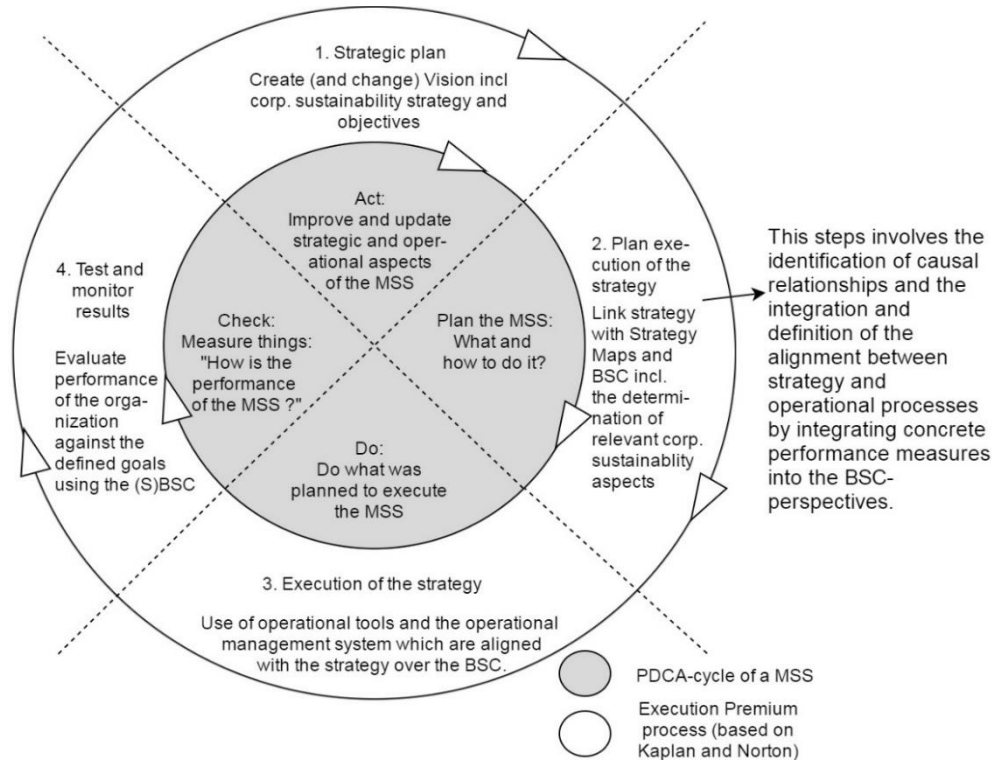 1. Strategic plan
Create (and change) Vision incl
corp. sustainability strategy and
objectives
Act:
Improve and update
strategic and oper-
ational aspects
of the MSS
2. Plan exe-
cution of the
strategy
Link strategy
with Strategy
Maps and
BSC incl.
the determi-
nation of
relevant corp.
sustainablity
aspects
This steps involves the
identification of causal
relationships and the
integration and
definition of the
alignment between
strategy and
operational processes
by integrating concrete
performance measures
into the BSC-
perspectives.
4. Test and
monitor
results
Evaluate
performance
of the orga-
nization
against the
defined goals
using the (S)BSC
Check:
Measure things:
"How is the
performance
of the MSS ?"
Plan the MSS:
What and
how to do it?
Do:
Do what was
planned to execute
the MSS
3. Execution of the strategy
Use of operational tools and the operational
management system which are aligned
with the strategy over the BSC.
PDCA-cycle of a MSS
Execution Premium
process (based on
Kaplan and Norton)